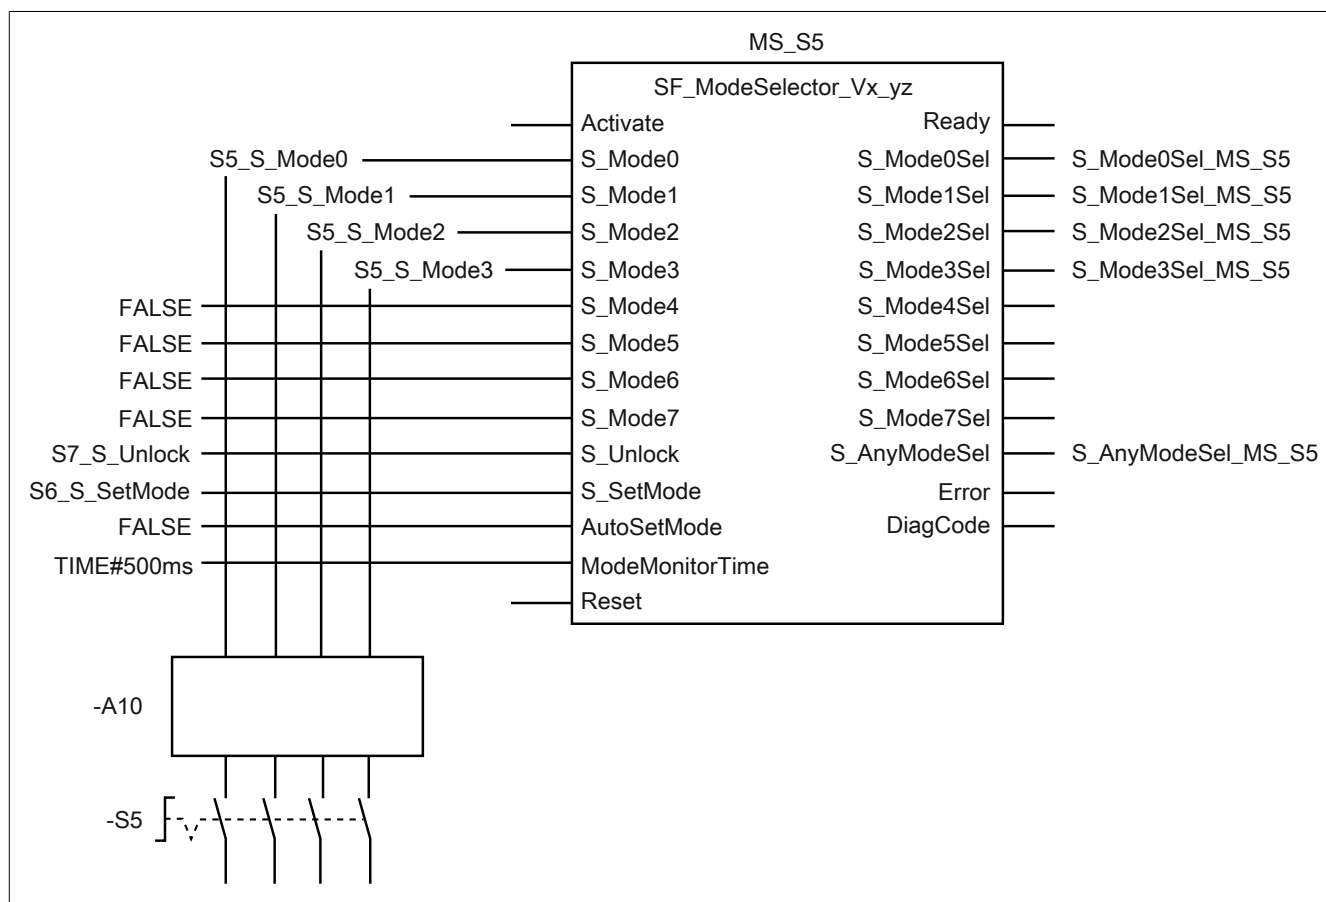 MS_S5
SF_ModeSelector_Vx_yz
Activate Ready
S5_S_Mode0 S_Mode0 S_Mode0Sel S_Mode0Sel_MS_S5
S5_S_Mode1 S_Mode1 S_Mode1Sel S_Mode1Sel_MS_S5
S5_S_Mode2 S_Mode2 S_Mode2Sel S_Mode2Sel_MS_S5
S5_S_Mode3 S_Mode3 S_Mode3Sel S_Mode3Sel_MS_S5
FALSE S_Mode4 S_Mode4Sel
FALSE S_Mode5 S_Mode5Sel
FALSE S_Mode6 S_Mode6Sel
FALSE S_Mode7 S_Mode7Sel
S7_S_Unlock S_Unlock S_AnyModeSel S_AnyModeSel_MS_S5
S6_S_SetMode S_SetMode Error
FALSE AutoSetMode DiagCode
TIME#500ms ModeMonitorTime
Reset
-A10
-S5